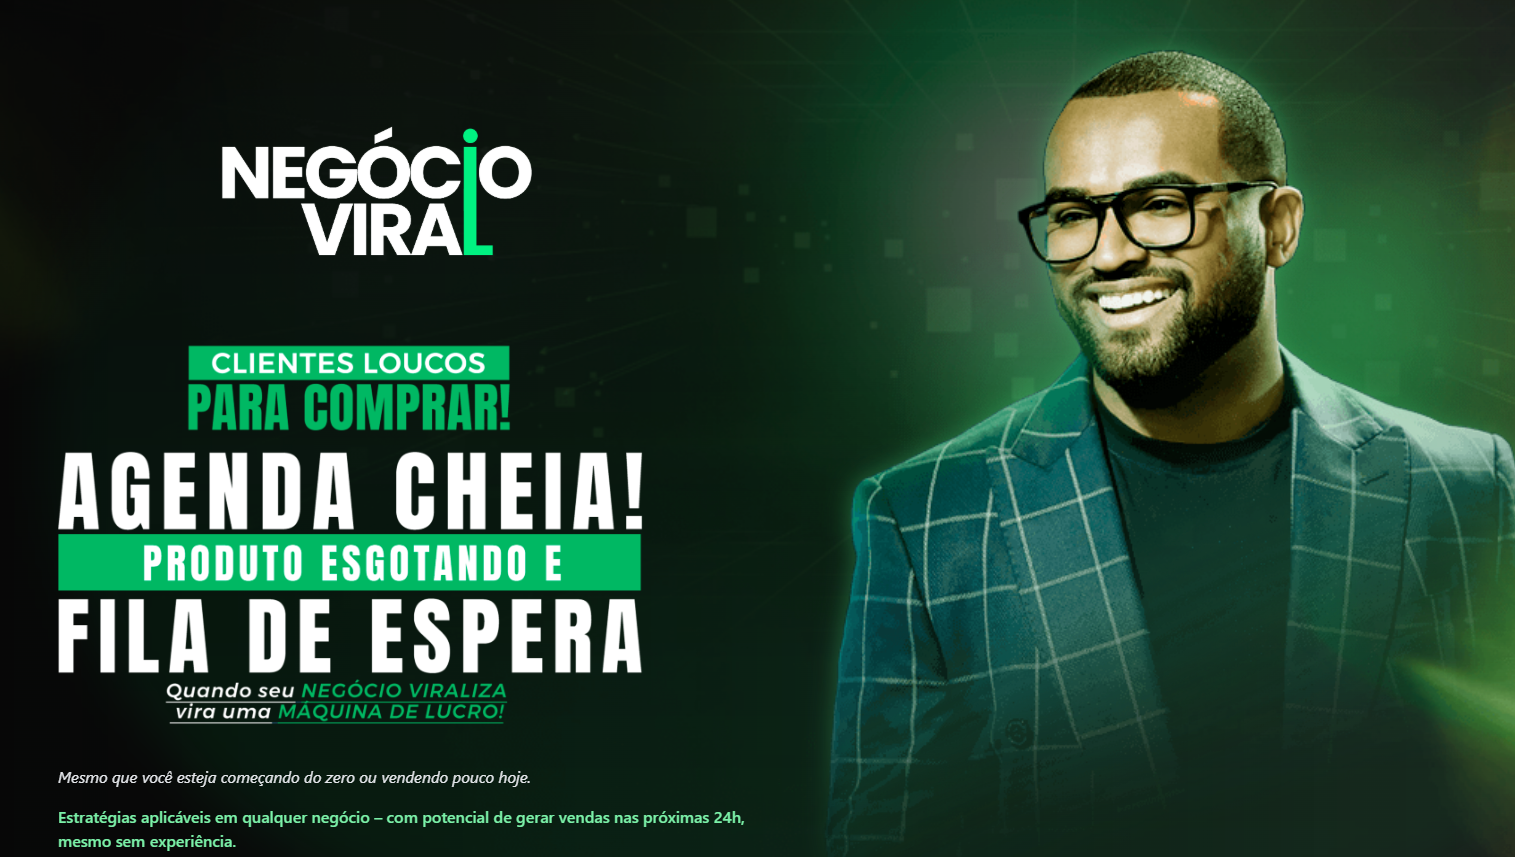 NEGÓCiO
VIRAL
CLIENTES LOUCOS
PARA COMPRAR!
AGENDA CHEIA!
PRODUTO ESGOTANDO E
FILA DE ESPERA
Quando seu NEGÓCIO VIRALIZA
vira uma MÁQUINA DE LUCRO!
Mesmo que você esteja começando do zero ou vendendo pouco hoje.
Estratégias aplicáveis em qualquer negócio – com potencial de gerar vendas nas próximas 24h,
mesmo sem experiência.